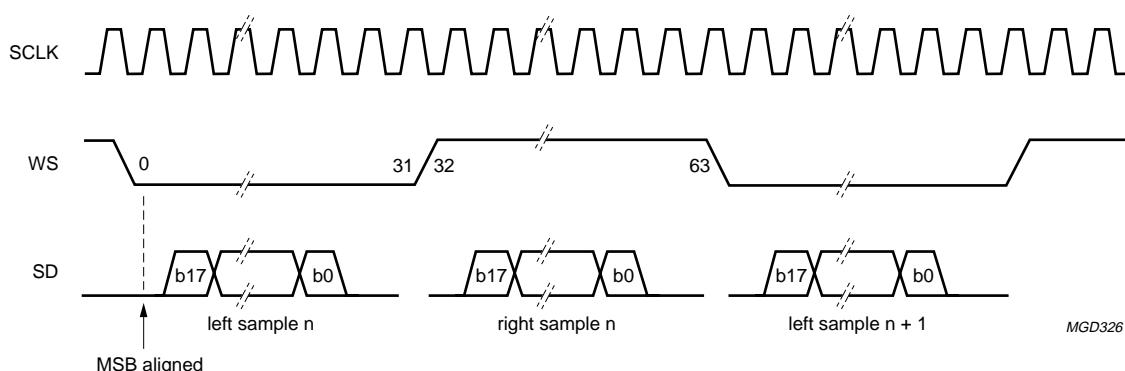 SCLK
WS
0
31
32
63
SD
b17
b0
b17
b0
b17
b0
left sample n
right sample n
left sample n + 1
MGD326
MSB aligned